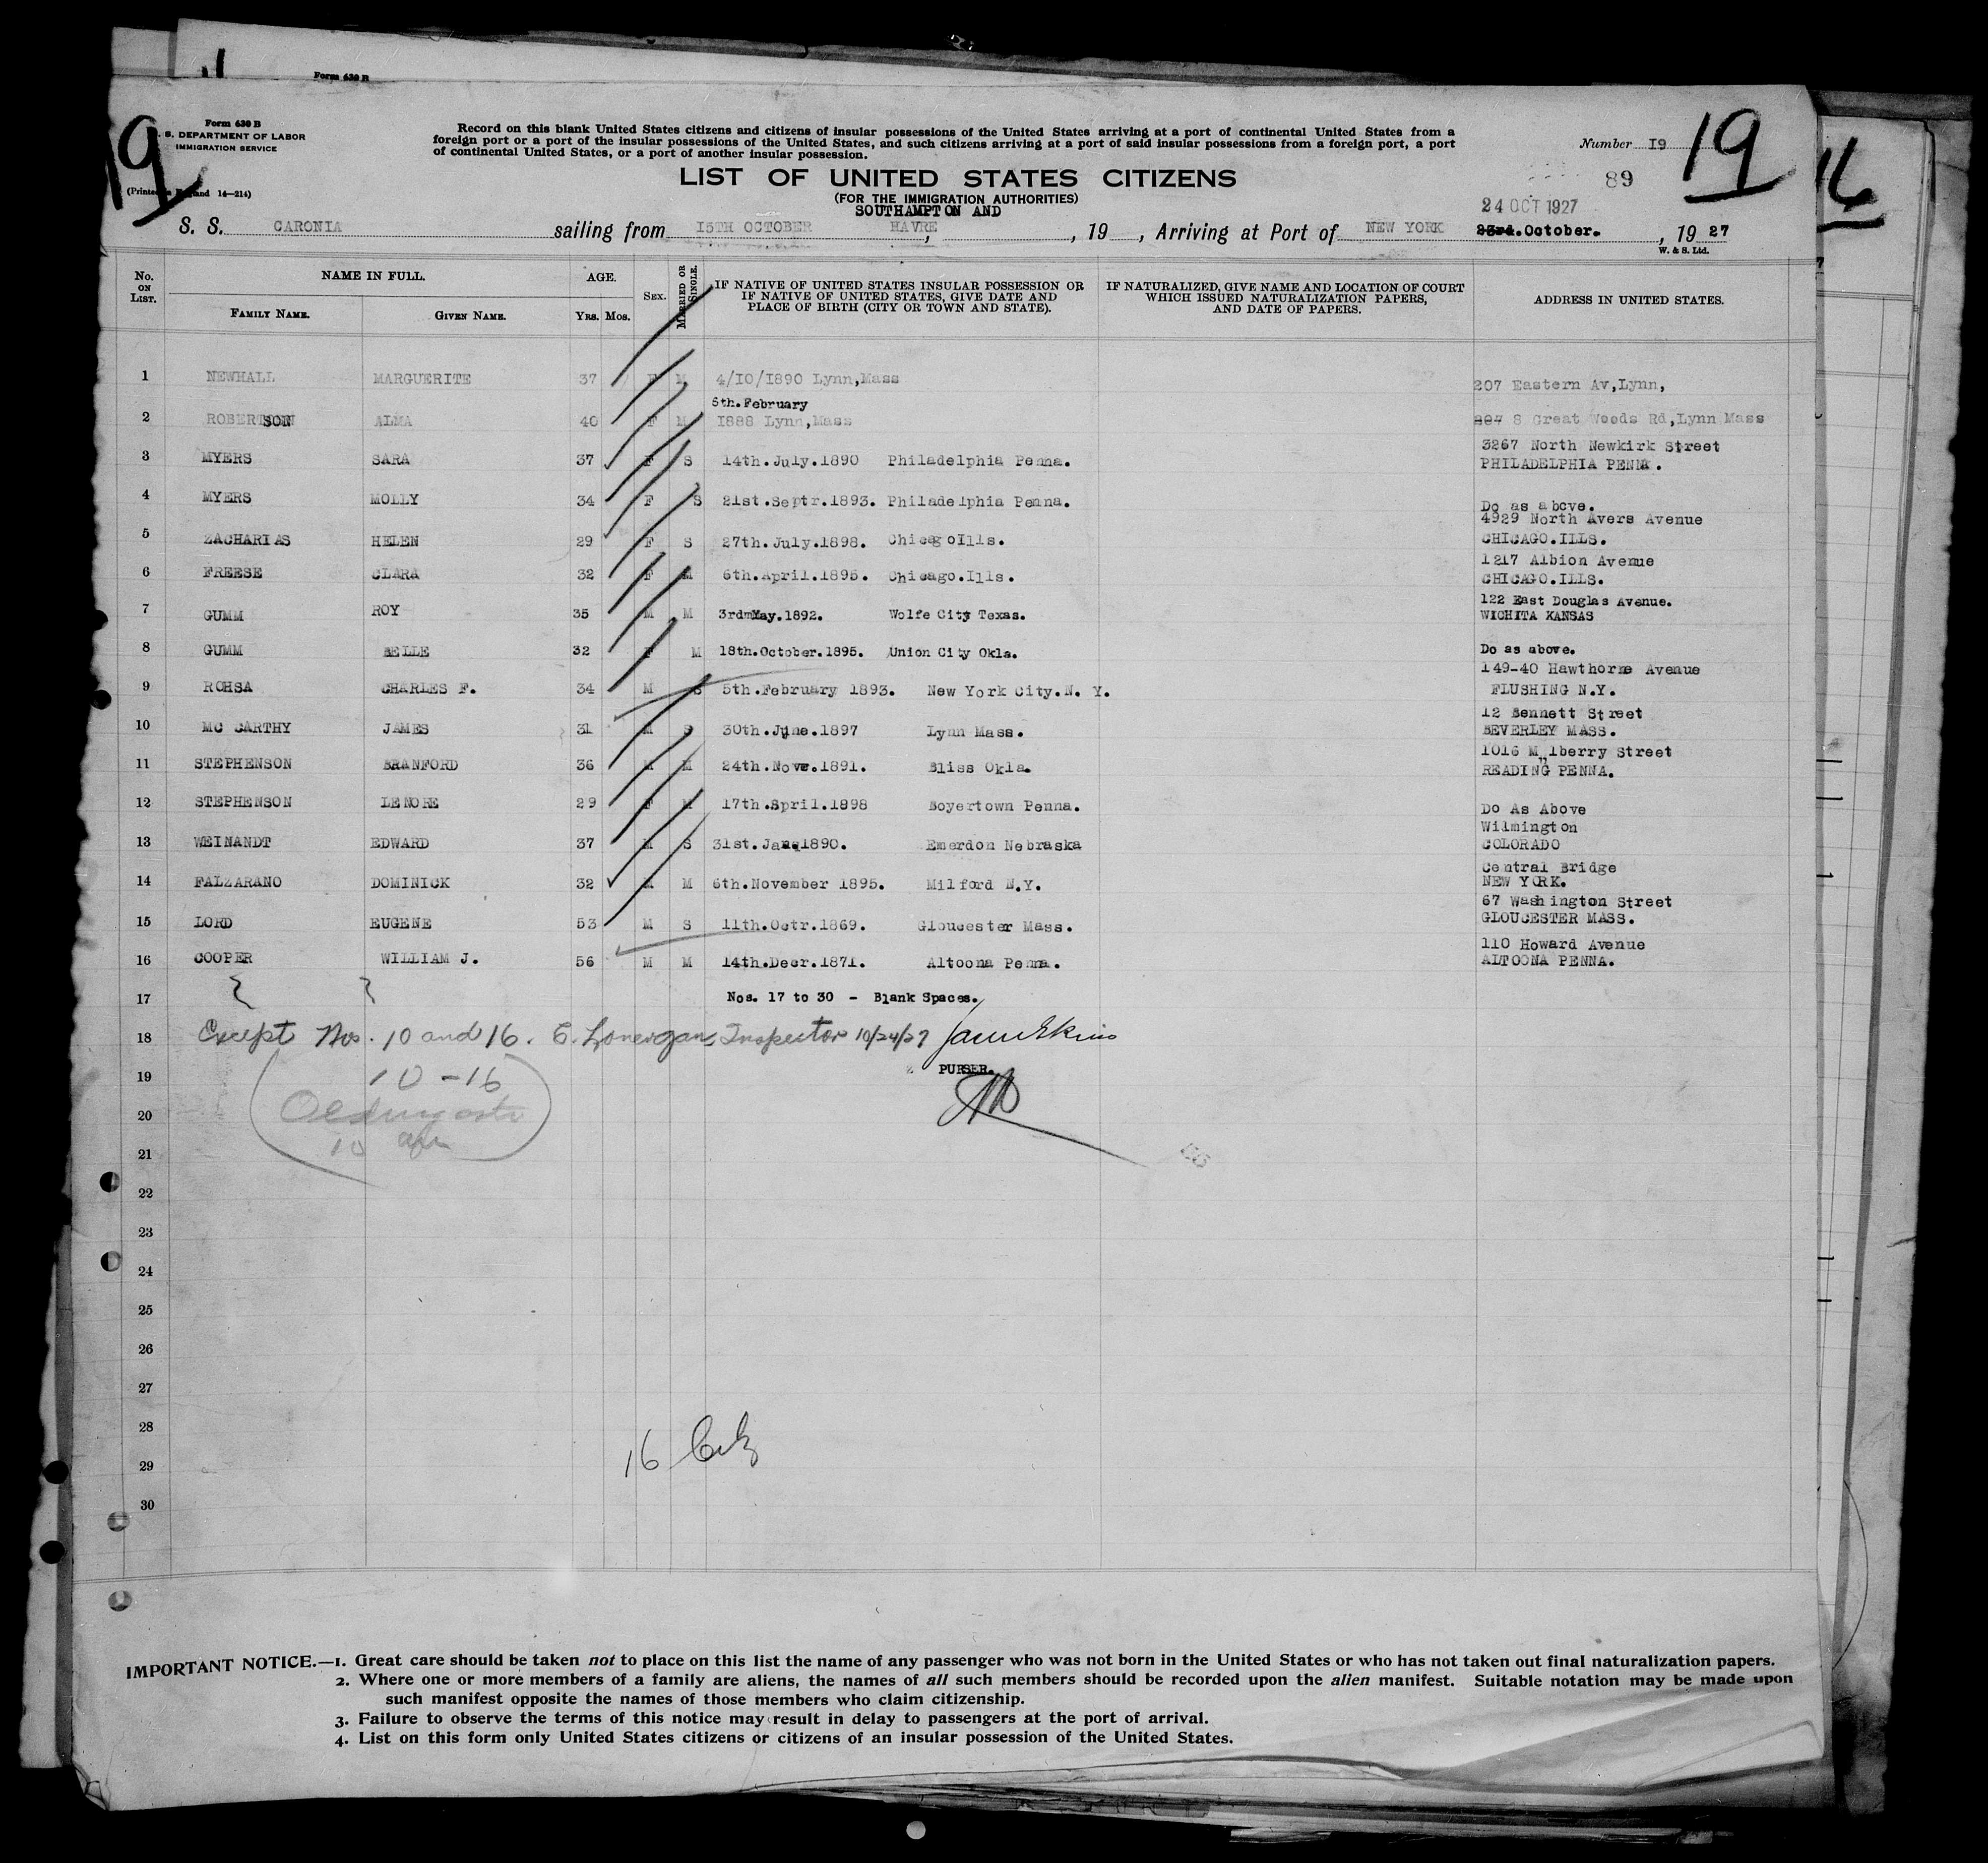 Form 630 B
19
Form 630 B
S. DEPARTMENT OF LABOR
IMMIGRATION SERVICE
(Printed in England 14—214)
Record on this blank United States citizens and citizens of insular possessions of the United States arriving at a port of continental United States from a
foreign port or a port of the insular possessions of the United States, and such citizens arriving at a port of said insular possessions from a foreign port, a port
of continental United States, or a port of another insular possession.
Number 19
19
16
89
LIST OF UNITED STATES CITIZENS
(FOR THE IMMIGRATION AUTHORITIES)
SOUTHAMPTON AND
24 OCT 1927
S. S. CARONIA sailing from 15TH OCTOBER HAVRE, , 19 , Arriving at Port of NEW YORK 23rd. October. , 19 27
W. & S. Ltd.
No. ON LIST. NAME IN FULL. AGE. SEX. MARRIED OR SINGLE. IF NATIVE OF UNITED STATES INSULAR POSSESSION OR IF NATIVE OF UNITED STATES, GIVE DATE AND PLACE OF BIRTH (CITY OR TOWN AND STATE). IF NATURALIZED, GIVE NAME AND LOCATION OF COURT WHICH ISSUED NATURALIZATION PAPERS, AND DATE OF PAPERS. ADDRESS IN UNITED STATES.
FAMILY NAME. GIVEN NAME. Yrs. Mos.
1 NEWHALL MARGUERITE 37 F M 4/10/1890 Lynn,Mass 207 Eastern Av,Lynn,
6th.February
2 ROBERTSON ALMA 40 F M 1888 Lynn,Mass 207 8 Great Woods Rd,Lynn Mass
3267 North Newkirk Street
3 MYERS SARA 37 F S 14th.July.1890 Philadelphia Penna. PHILADELPHIA PENNA.
4 MYERS MOLLY 34 F S 21st.Septr.1893. Philadelphia Penna. Do as above.
4929 North Avers Avenue
5 ZACHARIAS HELEN 29 F S 27th.July.1898. Chicago Ills. CHICAGO.ILLS.
1217 Albion Avenue
6 FREESE CLARA 32 F M 6th.April.1895. Chicago.Ills. CHICAGO.ILLS.
122 East Douglas Avenue.
7 GUMM ROY 35 M M 3rdmMay.1892. Wolfe City Texas. WICHITA KANSAS
8 GUMM BELLE 32 F M 18th.October.1895. Union City Okla. Do as above.
149-40 Hawthorne Avenue
9 ROHSA CHARLES F. 34 M S 5th.February 1893. New York City.N. Y. FLUSHING N.Y.
12 Bennett Street
10 MC CARTHY JAMES 31 M S 30th.June.1897 Lynn Mass. BEVERLEY MASS.
1016 Mulberry Street
11 STEPHENSON BRANFORD 36 M M 24th.Nove.1891. Bliss Okla. READING PENNA.
12 STEPHENSON LENORE 29 F M 17th.April.1898 Boyertown Penna. Do As Above
Wilmington
13 WEINANDT EDWARD 37 M S 31st.Jane1890. Emerdon Nebraska COLORADO
Central Bridge
14 FALZARANO DOMINICK 32 M M 6th.November 1895. Milford N.Y. NEW YORK.
67 Washington Street
15 LORD EUGENE 53 M S 11th.Octr.1869. Gloucester Mass. GLOUCESTER MASS.
110 Howard Avenue
16 COOPER WILLIAM J. 56 M M 14th.Decr.1871. Altoona Penna. ALTOONA PENNA.
17 Nos. 17 to 30 - Blank Spaces.
18 Except Nos. 10 and 16. E. Lonergan, Inspector 10/24/27
19 10-16 PURSER.
20
21 10
22
23
24
25
26
27
28
29 16
30
IMPORTANT NOTICE.—1. Great care should be taken not to place on this list the name of any passenger who was not born in the United States or who has not taken out final naturalization papers.
2. Where one or more members of a family are aliens, the names of all such members should be recorded upon the alien manifest. Suitable notation may be made upon
such manifest opposite the names of those members who claim citizenship.
3. Failure to observe the terms of this notice may result in delay to passengers at the port of arrival.
4. List on this form only United States citizens or citizens of an insular possession of the United States.